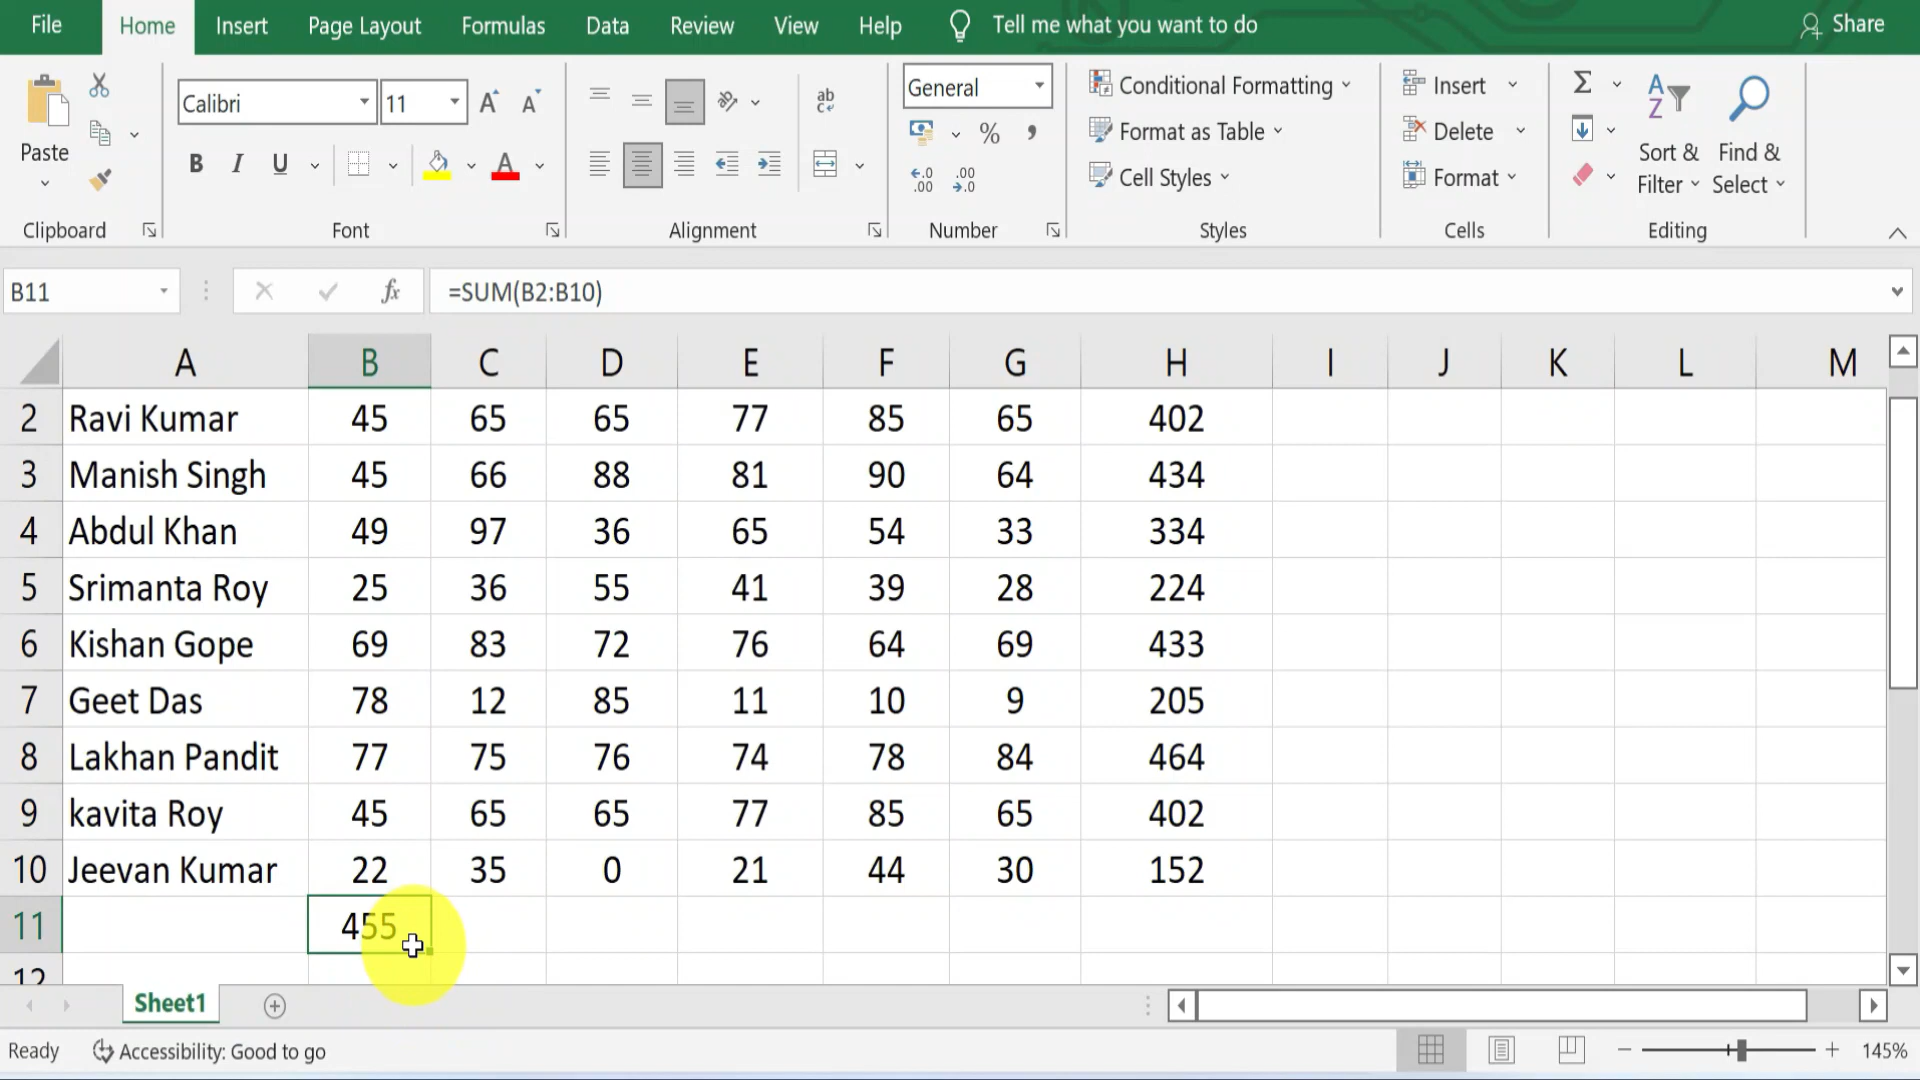 File Home Insert Page Layout Formulas Data Review View Help Tell me what you want to do Share
Paste
Calibri 11
B I U
Clipboard Font Alignment
General
%
Number
Conditional Formatting
Format as Table
Cell Styles
Styles
Insert
Delete
Format
Cells
Sort & Filter
Find & Select
Editing
B11 fx =SUM(B2:B10)
A B C D E F G H I J K L M
2 Ravi Kumar 45 65 65 77 85 65 402
3 Manish Singh 45 66 88 81 90 64 434
4 Abdul Khan 49 97 36 65 54 33 334
5 Srimanta Roy 25 36 55 41 39 28 224
6 Kishan Gope 69 83 72 76 64 69 433
7 Geet Das 78 12 85 11 10 9 205
8 Lakhan Pandit 77 75 76 74 78 84 464
9 kavita Roy 45 65 65 77 85 65 402
10 Jeevan Kumar 22 35 0 21 44 30 152
11 455
12
Sheet1
Ready Accessibility: Good to go 145%